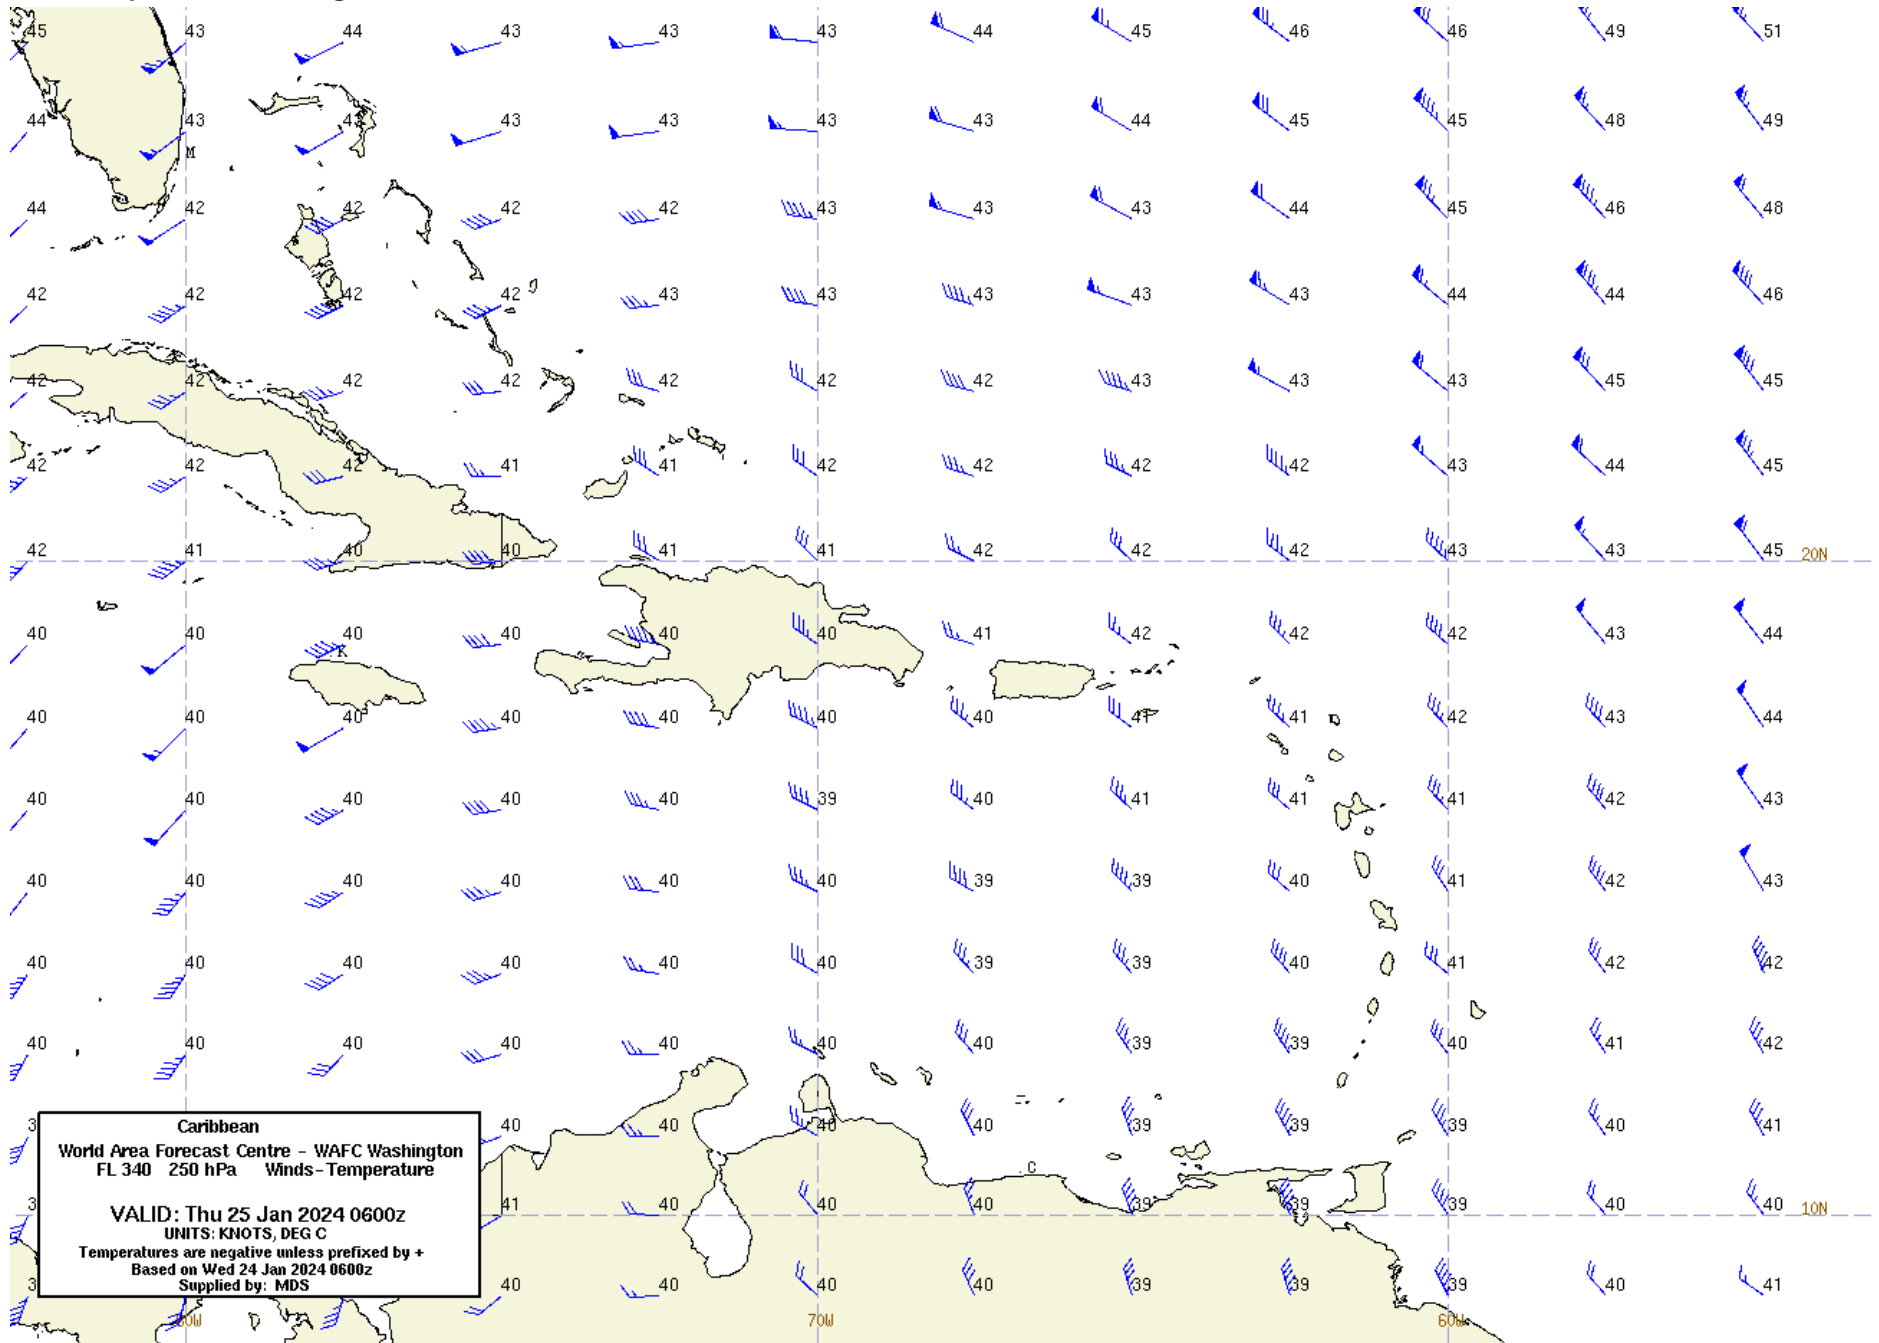 45 43 44 43 43 43 44 45 46 46 49 51
44 43 43 43 43 43 43 44 45 45 48 49
M
44 42 42 42 42 43 43 43 44 45 46 48
42 42 42 42 43 43 43 43 43 44 44 46
42 42 42 42 42 42 42 43 43 43 45 45
42 42 42 41 41 42 42 42 42 43 44 45
42 41 40 40 41 41 42 42 42 43 43 45 20N
40 40 40 40 40 40 41 42 42 42 43 44
K
40 40 40 40 40 40 40 41 41 42 43 44
40 40 40 40 40 39 40 41 41 41 42 43
40 40 40 40 40 40 39 39 40 41 42 43
40 40 40 40 40 40 39 39 40 41 42 42
40 40 40 40 40 40 40 39 39 40 41 42
40 40 40 40 39 39 39 40 41
C
41 40 40 40 39 39 39 40 40 10N
40 40 40 40 39 39 39 40 41
70W 60W
Caribbean
World Area Forecast Centre - WAFC Washington
FL 340 250 hPa Winds-Temperature
VALID: Thu 25 Jan 2024 0600z
UNITS: KNOTS, DEG C
Temperatures are negative unless prefixed by +
Based on Wed 24 Jan 2024 0600z
Supplied by: MDS